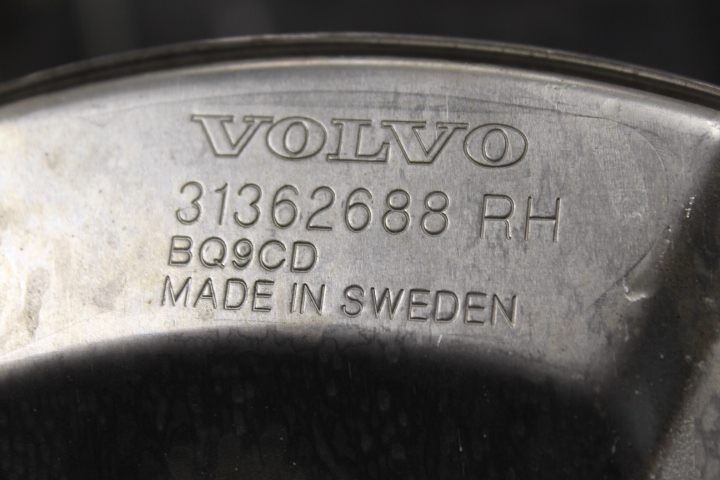 VOLVO
31362688 RH
BQ9CD
MADE IN SWEDEN